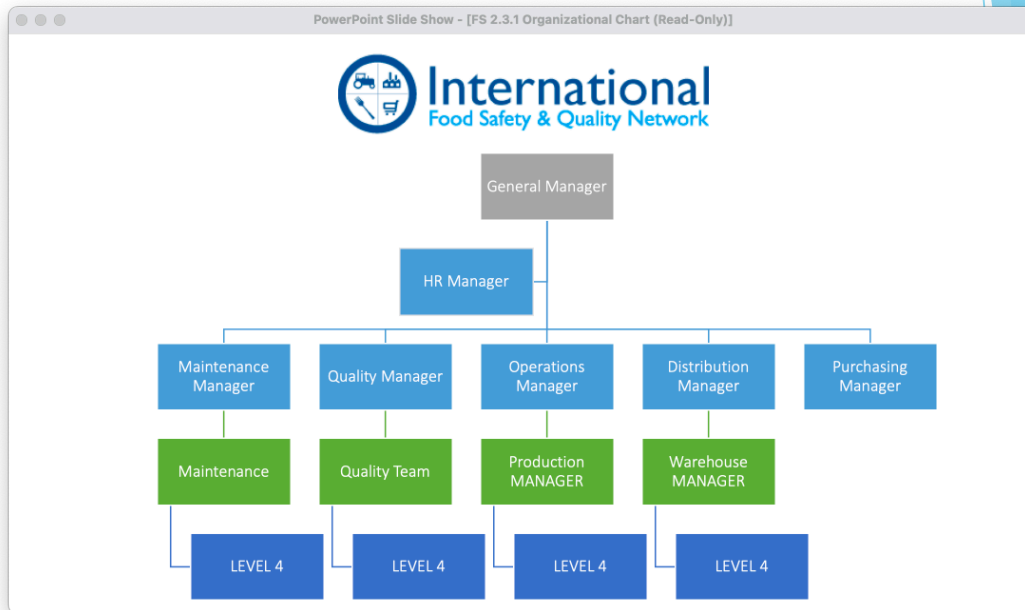 PowerPoint Slide Show - [FS 2.3.1 Organizational Chart (Read-Only)]
International
Food Safety & Quality Network
General Manager
HR Manager
Maintenance
Manager
Quality Manager
Operations
Manager
Distribution
Manager
Purchasing
Manager
Maintenance
Quality Team
Production
MANAGER
Warehouse
MANAGER
LEVEL 4
LEVEL 4
LEVEL 4
LEVEL 4